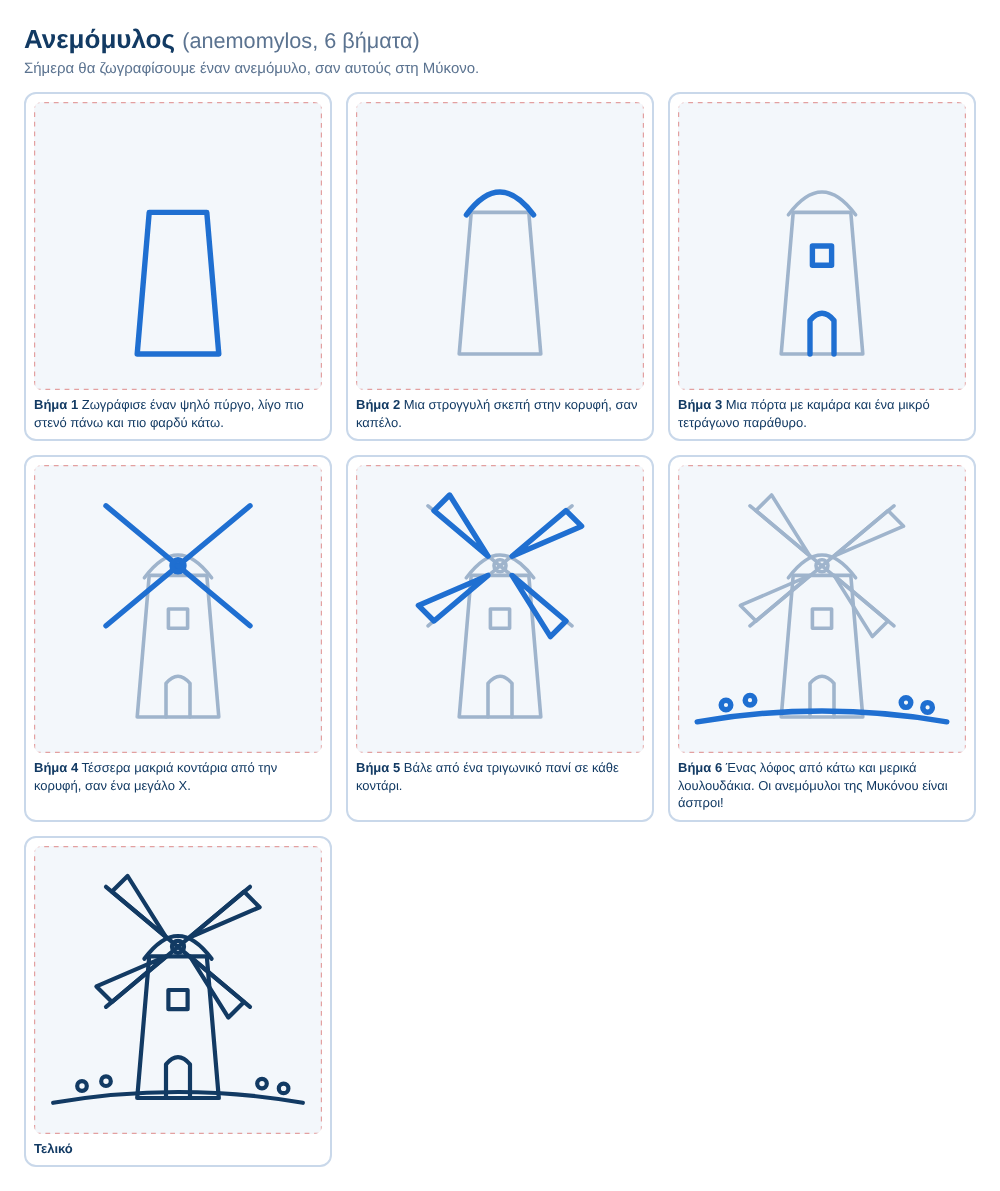 Ανεμόμυλος (anemomylos, 6 βήματα)
Σήμερα θα ζωγραφίσουμε έναν ανεμόμυλο, σαν αυτούς στη Μύκονο.
Βήμα 1 Ζωγράφισε έναν ψηλό πύργο, λίγο πιο
στενό πάνω και πιο φαρδύ κάτω.
Βήμα 2 Μια στρογγυλή σκεπή στην κορυφή, σαν
καπέλο.
Βήμα 3 Μια πόρτα με καμάρα και ένα μικρό
τετράγωνο παράθυρο.
Βήμα 4 Τέσσερα μακριά κοντάρια από την
κορυφή, σαν ένα μεγάλο Χ.
Βήμα 5 Βάλε από ένα τριγωνικό πανί σε κάθε
κοντάρι.
Βήμα 6 Ένας λόφος από κάτω και μερικά
λουλουδάκια. Οι ανεμόμυλοι της Μυκόνου είναι
άσπροι!
Τελικό